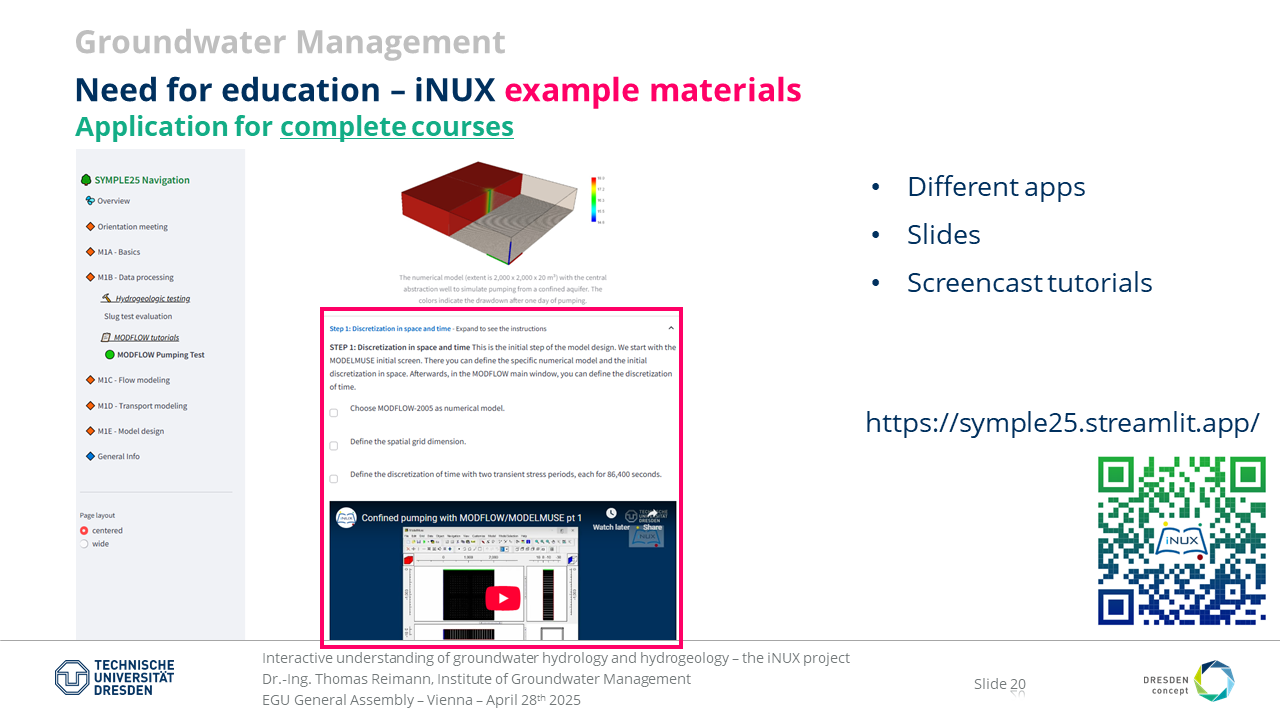 Groundwater Management
Need for education – iNUX example materials
Application for complete courses
SYMPLE25 Navigation
Overview
Orientation meeting
M1A - Basics
M1B - Data processing
Hydrogeologic testing
Slug test evaluation
MODFLOW tutorials
MODFLOW Pumping Test
M1C - Flow modeling
M1D - Transport modeling
M1E - Model design
General Info
Page layout
centered
wide
The numerical model (extent is 2,000 x 2,000 x 20 m³) with the central
abstraction well to simulate pumping from a confined aquifer. The
colors indicate the drawdown after one day of pumping.
Step 1: Discretization in space and time - Expand to see the instructions
STEP 1: Discretization in space and time This is the initial step of the model design. We start with the
MODELMUSE initial screen. There you can define the specific numerical model and the initial
discretization in space. Afterwards, in the MODFLOW main window, you can define the discretization
of time.
Choose MODFLOW-2005 as numerical model.
Define the spatial grid dimension.
Define the discretization of time with two transient stress periods, each for 86,400 seconds.
iNUX
Confined pumping with MODFLOW/MODELMUSE pt 1
Watch later
Share
• Different apps
• Slides
• Screencast tutorials
https://symple25.streamlit.app/
iNUX
TECHNISCHE
UNIVERSITÄT
DRESDEN
Interactive understanding of groundwater hydrology and hydrogeology – the iNUX project
Dr.-Ing. Thomas Reimann, Institute of Groundwater Management
EGU General Assembly – Vienna – April 28th 2025
Slide 20
DRESDEN
concept